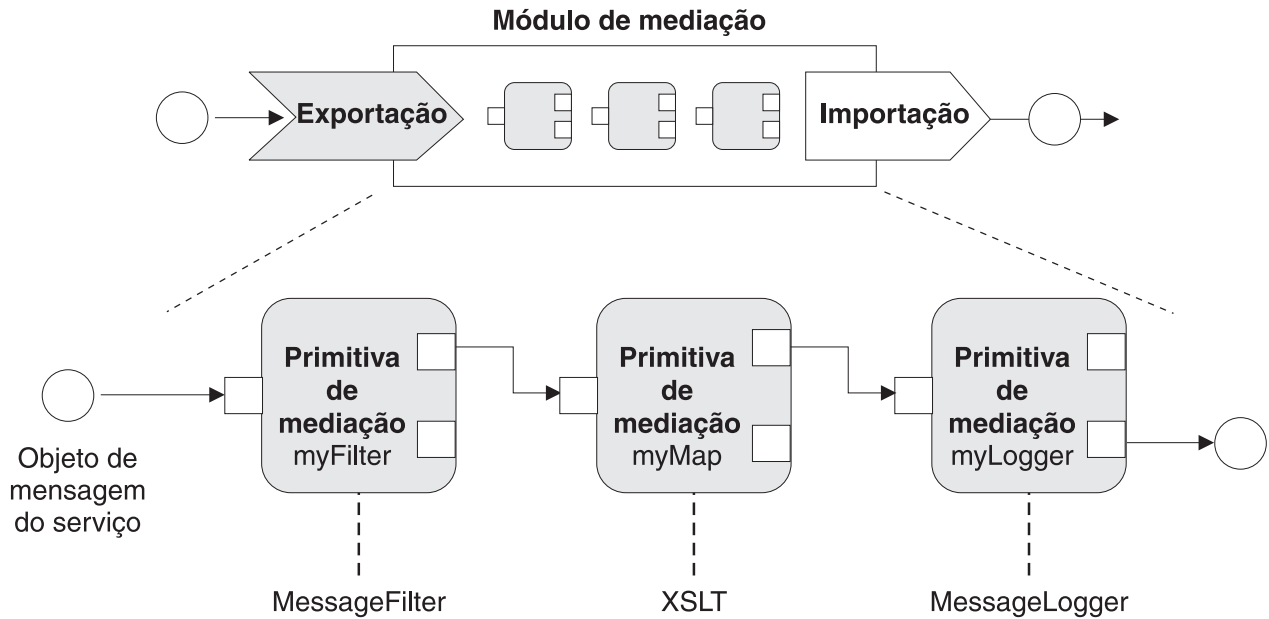 Módulo de mediação
Exportação
Importação
Primitiva
de
mediação
myFilter
Primitiva
de
mediação
myMap
Primitiva
de
mediação
myLogger
Objeto de
mensagem
do serviço
MessageFilter
XSLT
MessageLogger